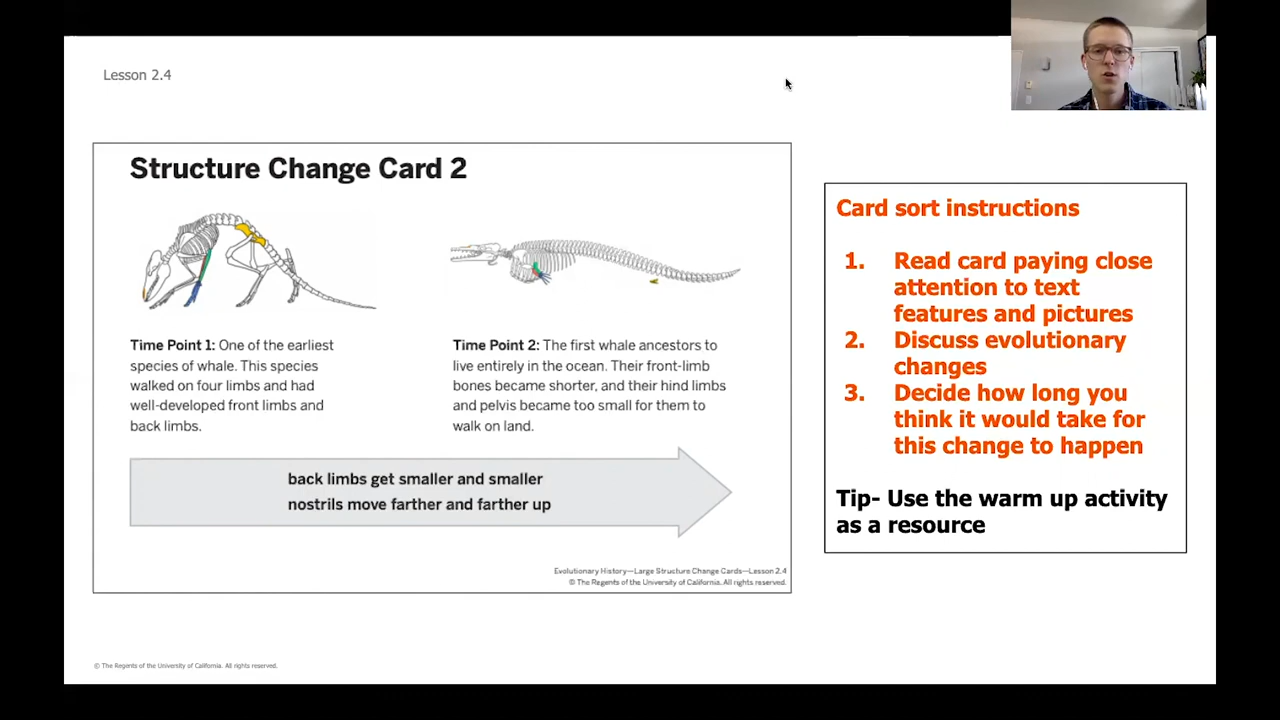 Lesson 2.4
Structure Change Card 2
Time Point 1: One of the earliest
species of whale. This species
walked on four limbs and had
well-developed front limbs and
back limbs.
Time Point 2: The first whale ancestors to
live entirely in the ocean. Their front-limb
bones became shorter, and their hind limbs
and pelvis became too small for them to
walk on land.
back limbs get smaller and smaller
nostrils move farther and farther up
Evolutionary History—Large Structure Change Cards—Lesson 2.4
© The Regents of the University of California. All rights reserved.
Card sort instructions
1. Read card paying close
attention to text
features and pictures
2. Discuss evolutionary
changes
3. Decide how long you
think it would take for
this change to happen
Tip- Use the warm up activity
as a resource
© The Regents of the University of California. All rights reserved.